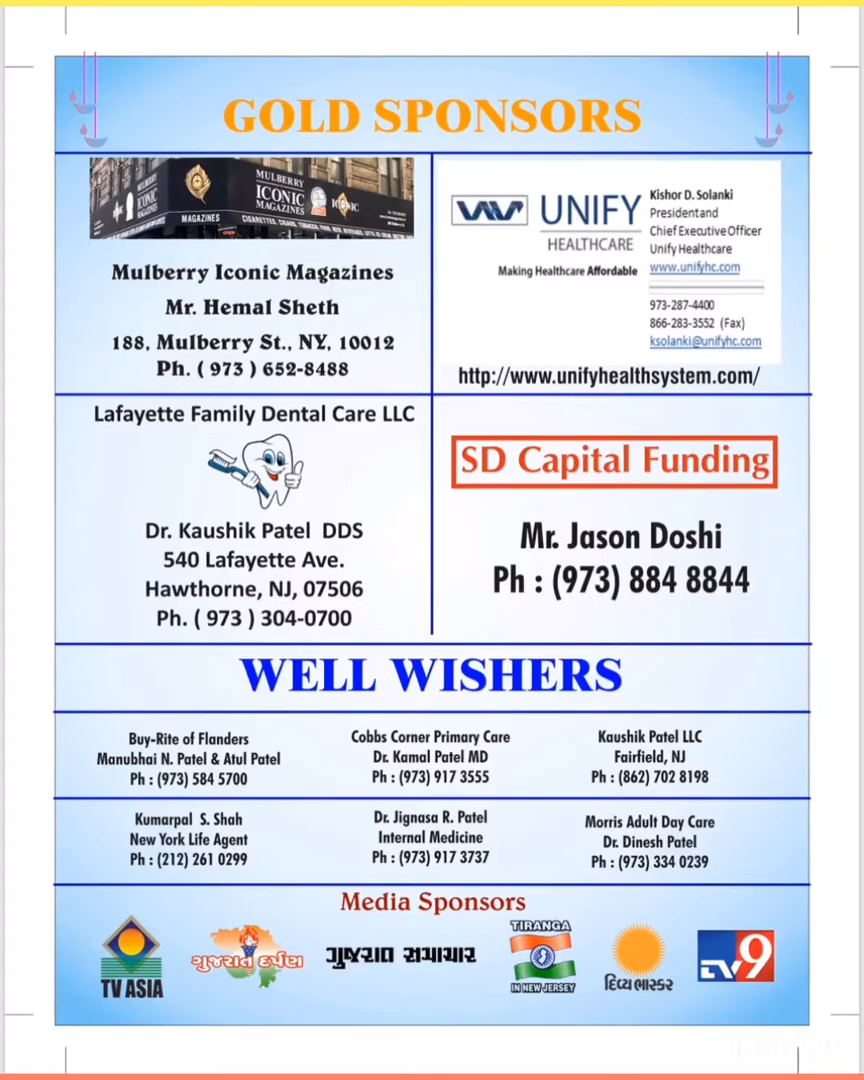 GOLD SPONSORS
MULBERRY
ICONIC
MAGAZINES
MAGAZINES
Mulberry Iconic Magazines
Mr. Hemal Sheth
188, Mulberry St., NY, 10012
Ph. ( 973 ) 652-8488
UNIFY
HEALTHCARE
Making Healthcare Affordable
Kishor D. Solanki
President and
Chief Executive Officer
Unify Healthcare
www.unifyhc.com
973-287-4400
866-283-3552 (Fax)
ksolanki@unifyhc.com
http://www.unifyhealthsystem.com/
Lafayette Family Dental Care LLC
Dr. Kaushik Patel DDS
540 Lafayette Ave.
Hawthorne, NJ, 07506
Ph. ( 973 ) 304-0700
SD Capital Funding
Mr. Jason Doshi
Ph : (973) 884 8844
WELL WISHERS
Buy-Rite of Flanders
Manubhai N. Patel & Atul Patel
Ph : (973) 584 5700
Cobbs Corner Primary Care
Dr. Kamal Patel MD
Ph : (973) 917 3555
Kaushik Patel LLC
Fairfield, NJ
Ph : (862) 702 8198
Kumarpal S. Shah
New York Life Agent
Ph : (212) 261 0299
Dr. Jignasa R. Patel
Internal Medicine
Ph : (973) 917 3737
Morris Adult Day Care
Dr. Dinesh Patel
Ph : (973) 334 0239
Media Sponsors
TV ASIA
ગુજરાત દર્પણ
ગુજરાત સમાચાર
TIRANGA
IN NEW JERSEY
દિવ્ય ભાસ્કર
TV9